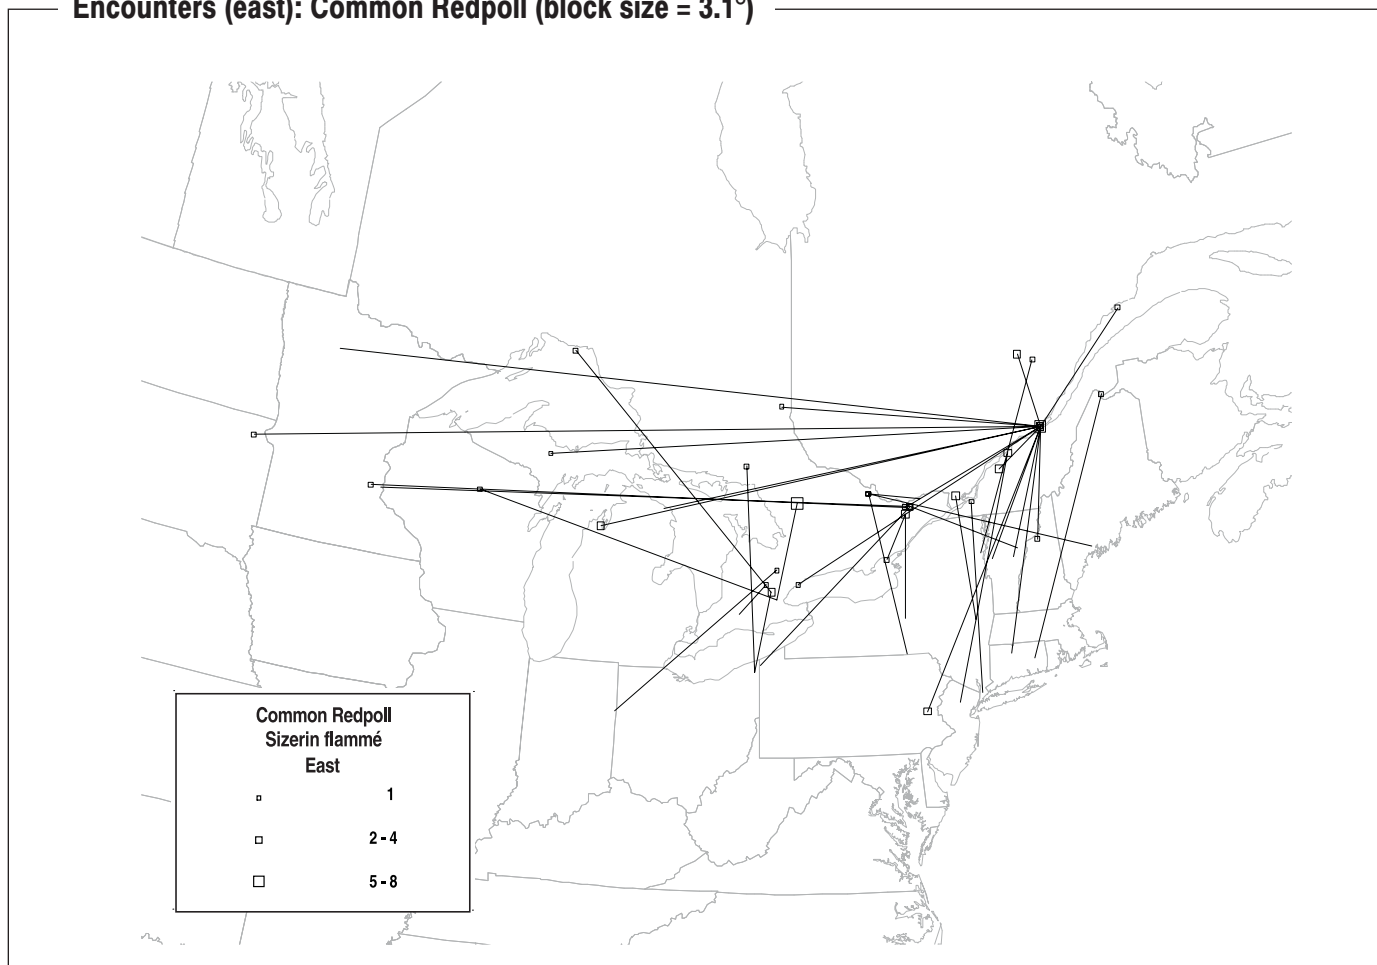 Encounters (east): Common Redpoll (block size = 3.1°)
Common Redpoll
Sizerin flammé
East
1
2 - 4
5 - 8